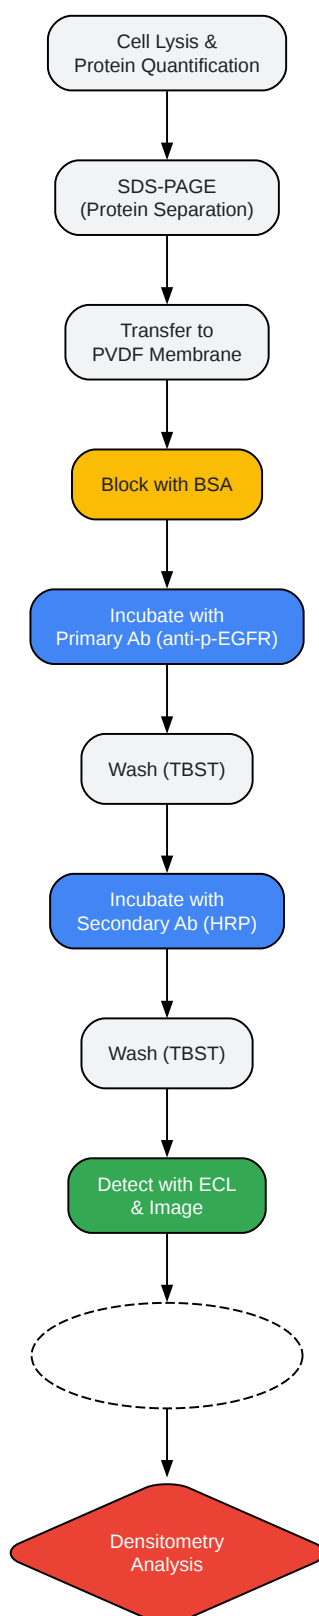 Cell Lysis &
Protein Quantification
SDS-PAGE
(Protein Separation)
Transfer to
PVDF Membrane
Block with BSA
Incubate with
Primary Ab (anti-p-EGFR)
Wash (TBST)
Incubate with
Secondary Ab (HRP)
Wash (TBST)
Detect with ECL
& Image
Densitometry
Analysis